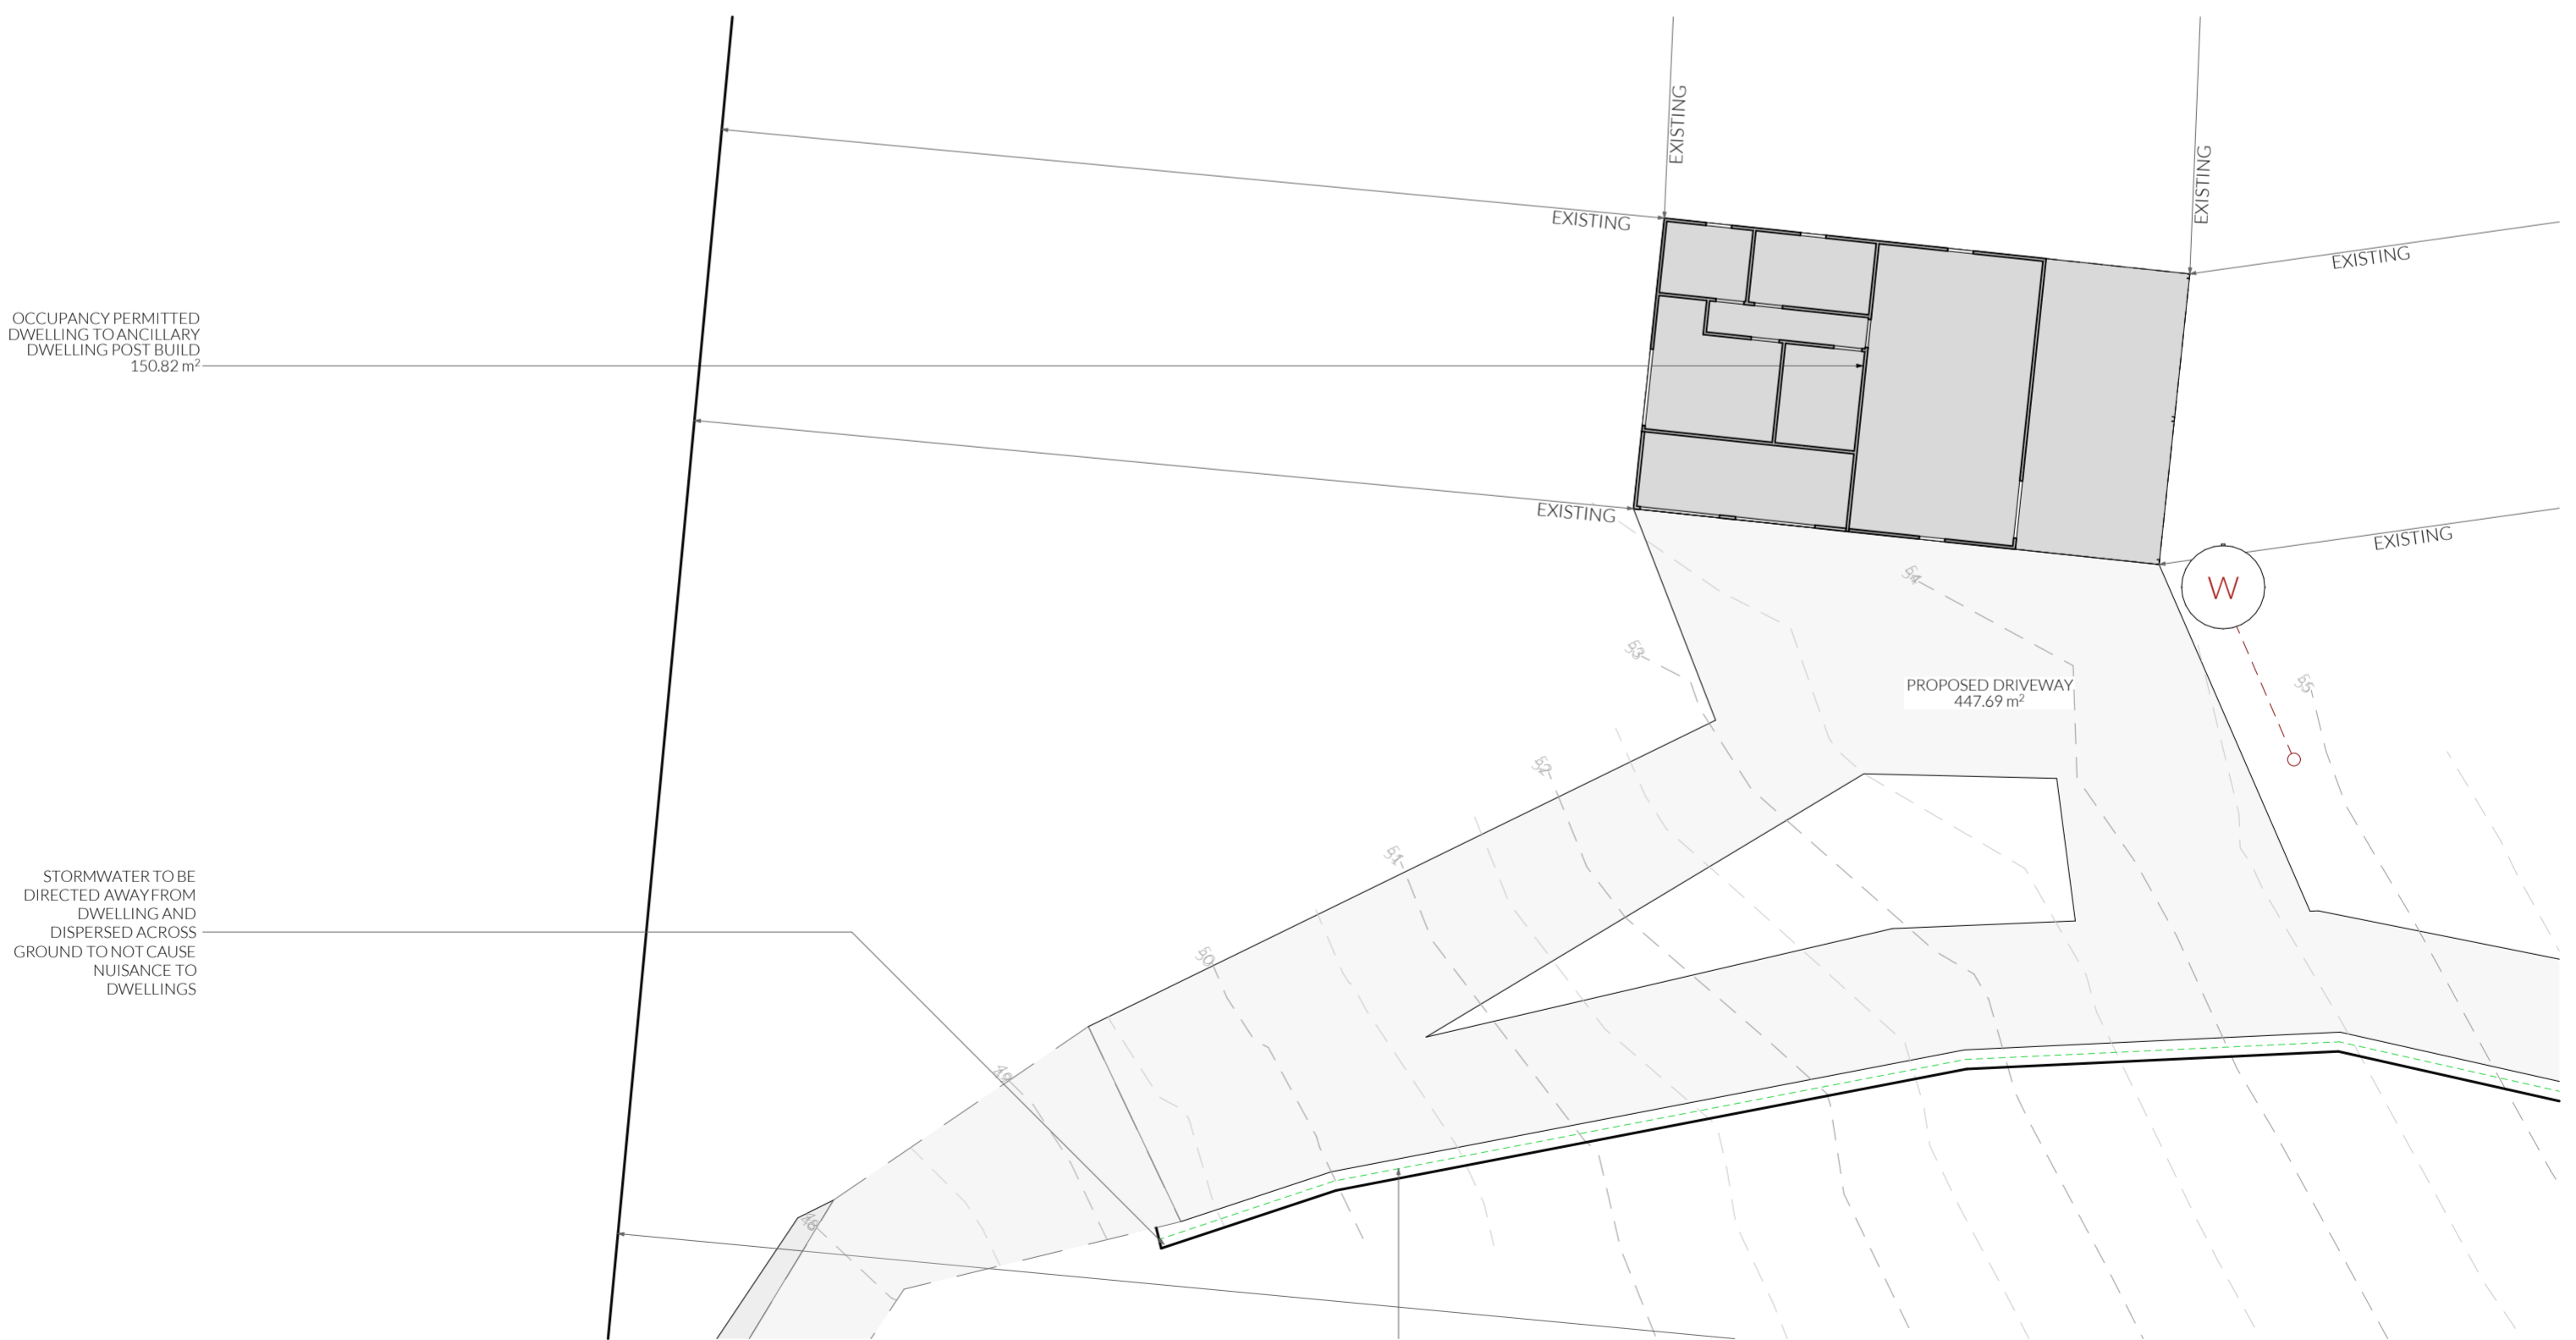 EXISTING
EXISTING
EXISTING
EXISTING
OCCUPANCY PERMITTED
DWELLING TO ANCILLARY
DWELLING POST BUILD
150.82 m²
EXISTING
EXISTING
W
54
53
55
PROPOSED DRIVEWAY
447.69 m²
52
51
STORMWATER TO BE
DIRECTED AWAY FROM
DWELLING AND
DISPERSED ACROSS
GROUND TO NOT CAUSE
NUISANCE TO
DWELLINGS
50
49
48